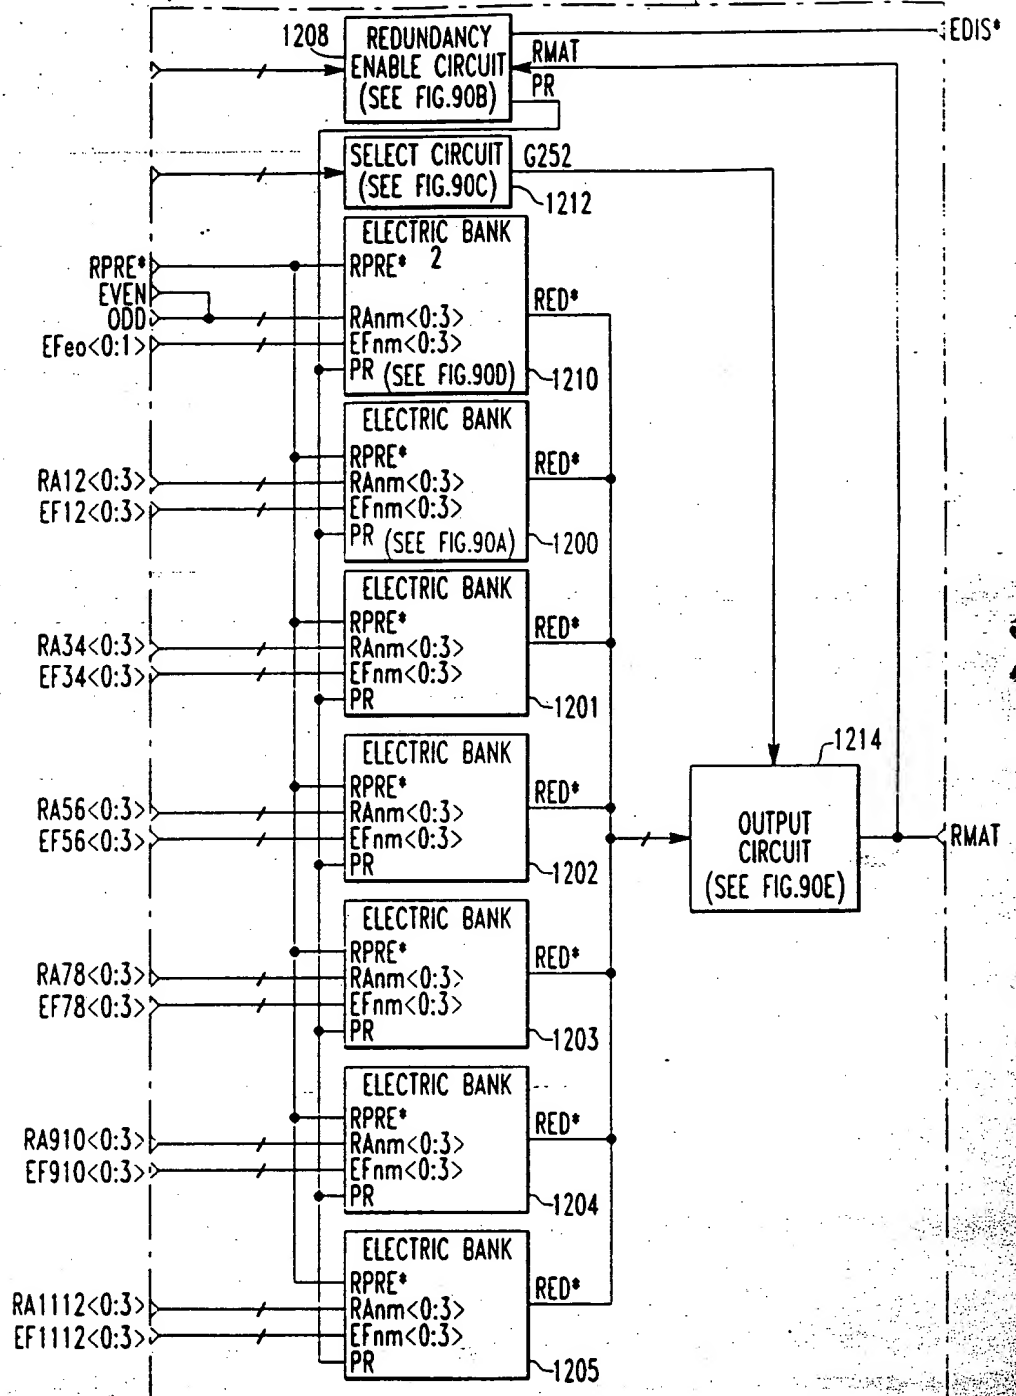 1208
REDUNDANCY
ENABLE CIRCUIT
(SEE FIG.90B)
EDIS*
RMAT
PR
SELECT CIRCUIT
(SEE FIG.90C)
G252
1212
ELECTRIC BANK
2
RPRE*
RPRE*
EVEN
ODD
RAnm<0:3>
EFeo<0:1>
EFnm<0:3>
PR (SEE FIG.90D)
RED*
1210
ELECTRIC BANK
RPRE*
RA12<0:3>
RAnm<0:3>
EF12<0:3>
EFnm<0:3>
PR (SEE FIG.90A)
RED*
1200
ELECTRIC BANK
RPRE*
RA34<0:3>
RAnm<0:3>
EF34<0:3>
EFnm<0:3>
PR
RED*
1201
ELECTRIC BANK
RPRE*
RA56<0:3>
RAnm<0:3>
EF56<0:3>
EFnm<0:3>
PR
RED*
1202
1214
OUTPUT
CIRCUIT
(SEE FIG.90E)
RMAT
ELECTRIC BANK
RPRE*
RA78<0:3>
RAnm<0:3>
EF78<0:3>
EFnm<0:3>
PR
RED*
1203
ELECTRIC BANK
RPRE*
RA910<0:3>
RAnm<0:3>
EF910<0:3>
EFnm<0:3>
PR
RED*
1204
ELECTRIC BANK
RPRE*
RA1112<0:3>
RAnm<0:3>
EF1112<0:3>
EFnm<0:3>
PR
RED*
1205